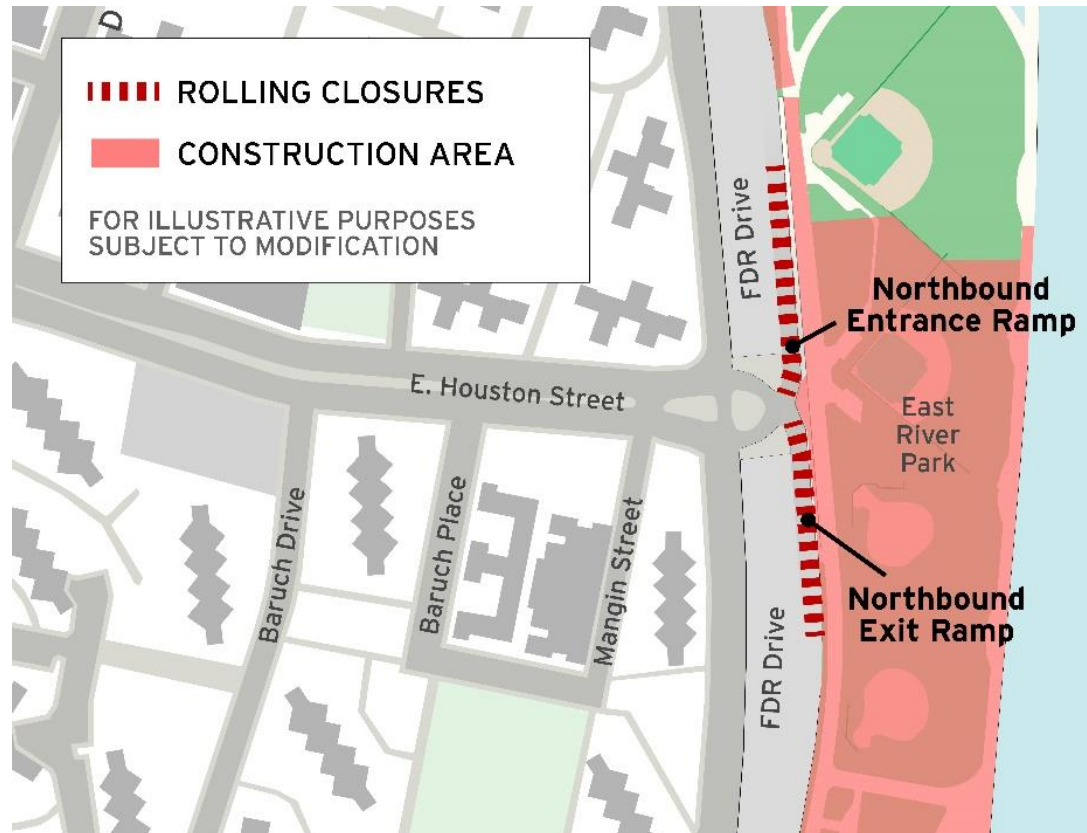 D
ROLLING CLOSURES
CONSTRUCTION AREA
FOR ILLUSTRATIVE PURPOSES
SUBJECT TO MODIFICATION
FDR Drive
Northbound
Entrance Ramp
E. Houston Street
East
River
Park
Baruch Drive
Baruch Place
Mangin Street
FDR Drive
Northbound
Exit Ramp